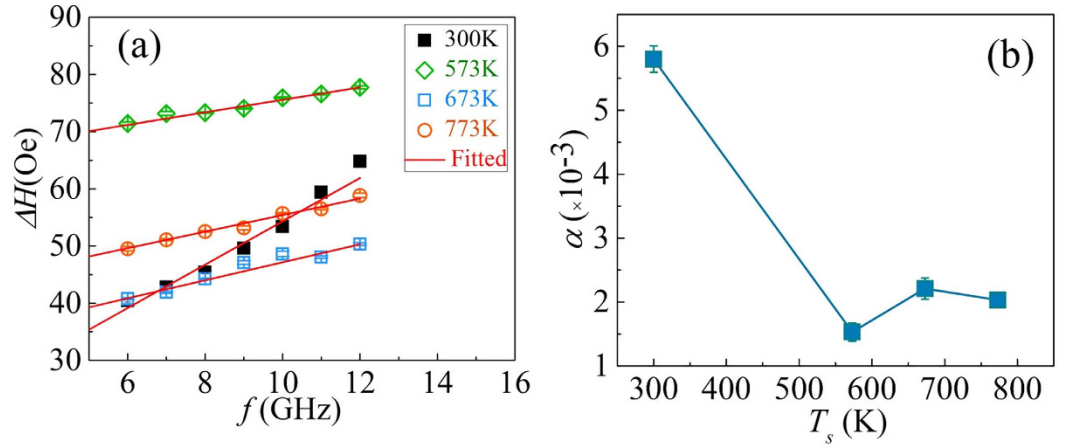 (a)
90
80
70
60
50
40
30
ΔH(Oe)
300K
573K
673K
773K
Fitted
6 8 10 12 14 16
f (GHz)
(b)
6
5
4
3
2
1
α (×10-3)
300 400 500 600 700 800
Ts (K)